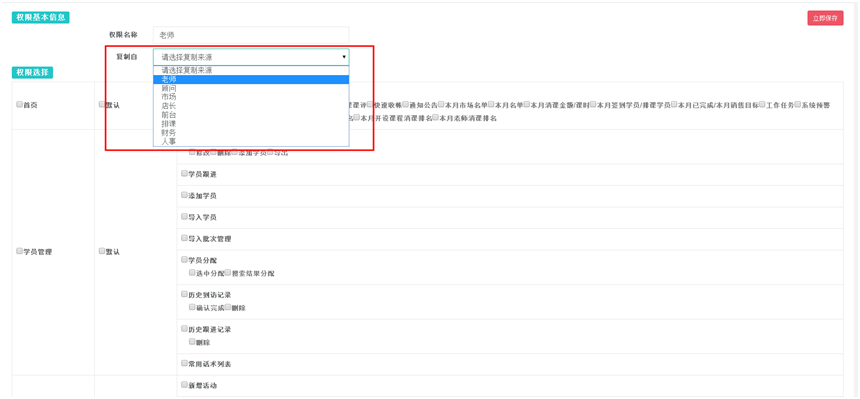 权限基本信息
立即保存
权限名称
老师
复制自
请选择复制来源
请选择复制来源
老师
顾问
市场
店长
前台
排课
财务
人事
权限选择
首页
默认
课课评 快速收银 通知公告 本月市场名单 本月名单 本月消课金额/课时 本月签到学员/排课学员 本月已完成/本月销售目标 工作任务 系统预警
名 本月开设课程消课排名 本月老师消课排名
修改 删除 添加学员 导出
学员跟进
添加学员
导入学员
导入批次管理
学员管理
默认
学员分配
选中分配 搜索结果分配
历史到访记录
确认完成 删除
历史跟进记录
删除
常用话术列表
新增活动